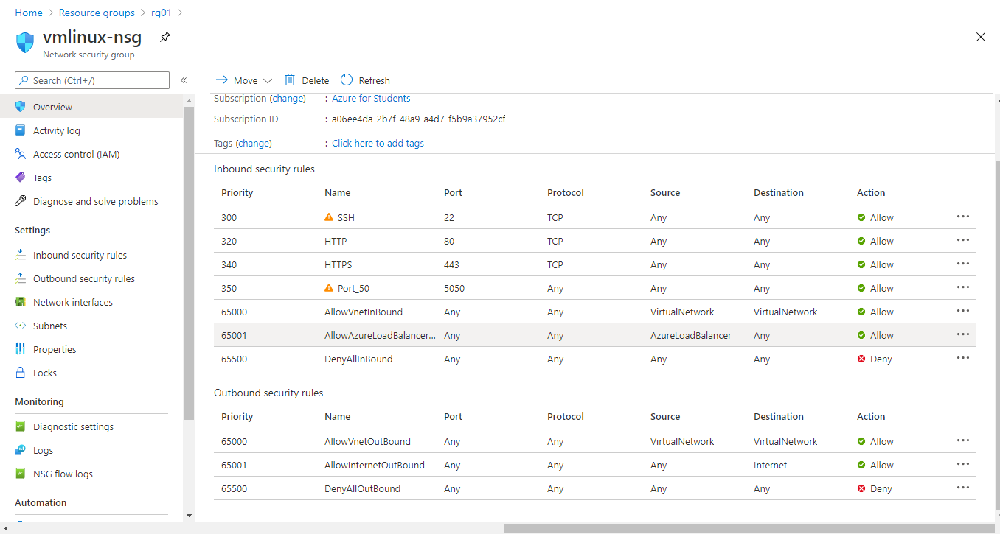 Home > Resource groups > rg01 >
vmlinux-nsg
Network security group
Search (Ctrl+/)
«
Overview
Activity log
Access control (IAM)
Tags
Diagnose and solve problems
Settings
Inbound security rules
Outbound security rules
Network interfaces
Subnets
Properties
Locks
Monitoring
Diagnostic settings
Logs
NSG flow logs
Automation
Move Delete Refresh
Subscription (change) : Azure for Students
Subscription ID : a06ee4da-2b7f-48a9-a4d7-f5b9a37952cf
Tags (change) : Click here to add tags
Inbound security rules
Priority Name Port Protocol Source Destination Action
300 SSH 22 TCP Any Any Allow ...
320 HTTP 80 TCP Any Any Allow ...
340 HTTPS 443 TCP Any Any Allow ...
350 Port_50 5050 Any Any Any Allow ...
65000 AllowVnetInBound Any Any VirtualNetwork VirtualNetwork Allow ...
65001 AllowAzureLoadBalancer... Any Any AzureLoadBalancer Any Allow ...
65500 DenyAllInBound Any Any Any Any Deny ...
Outbound security rules
Priority Name Port Protocol Source Destination Action
65000 AllowVnetOutBound Any Any VirtualNetwork VirtualNetwork Allow ...
65001 AllowInternetOutBound Any Any Any Internet Allow ...
65500 DenyAllOutBound Any Any Any Any Deny ...